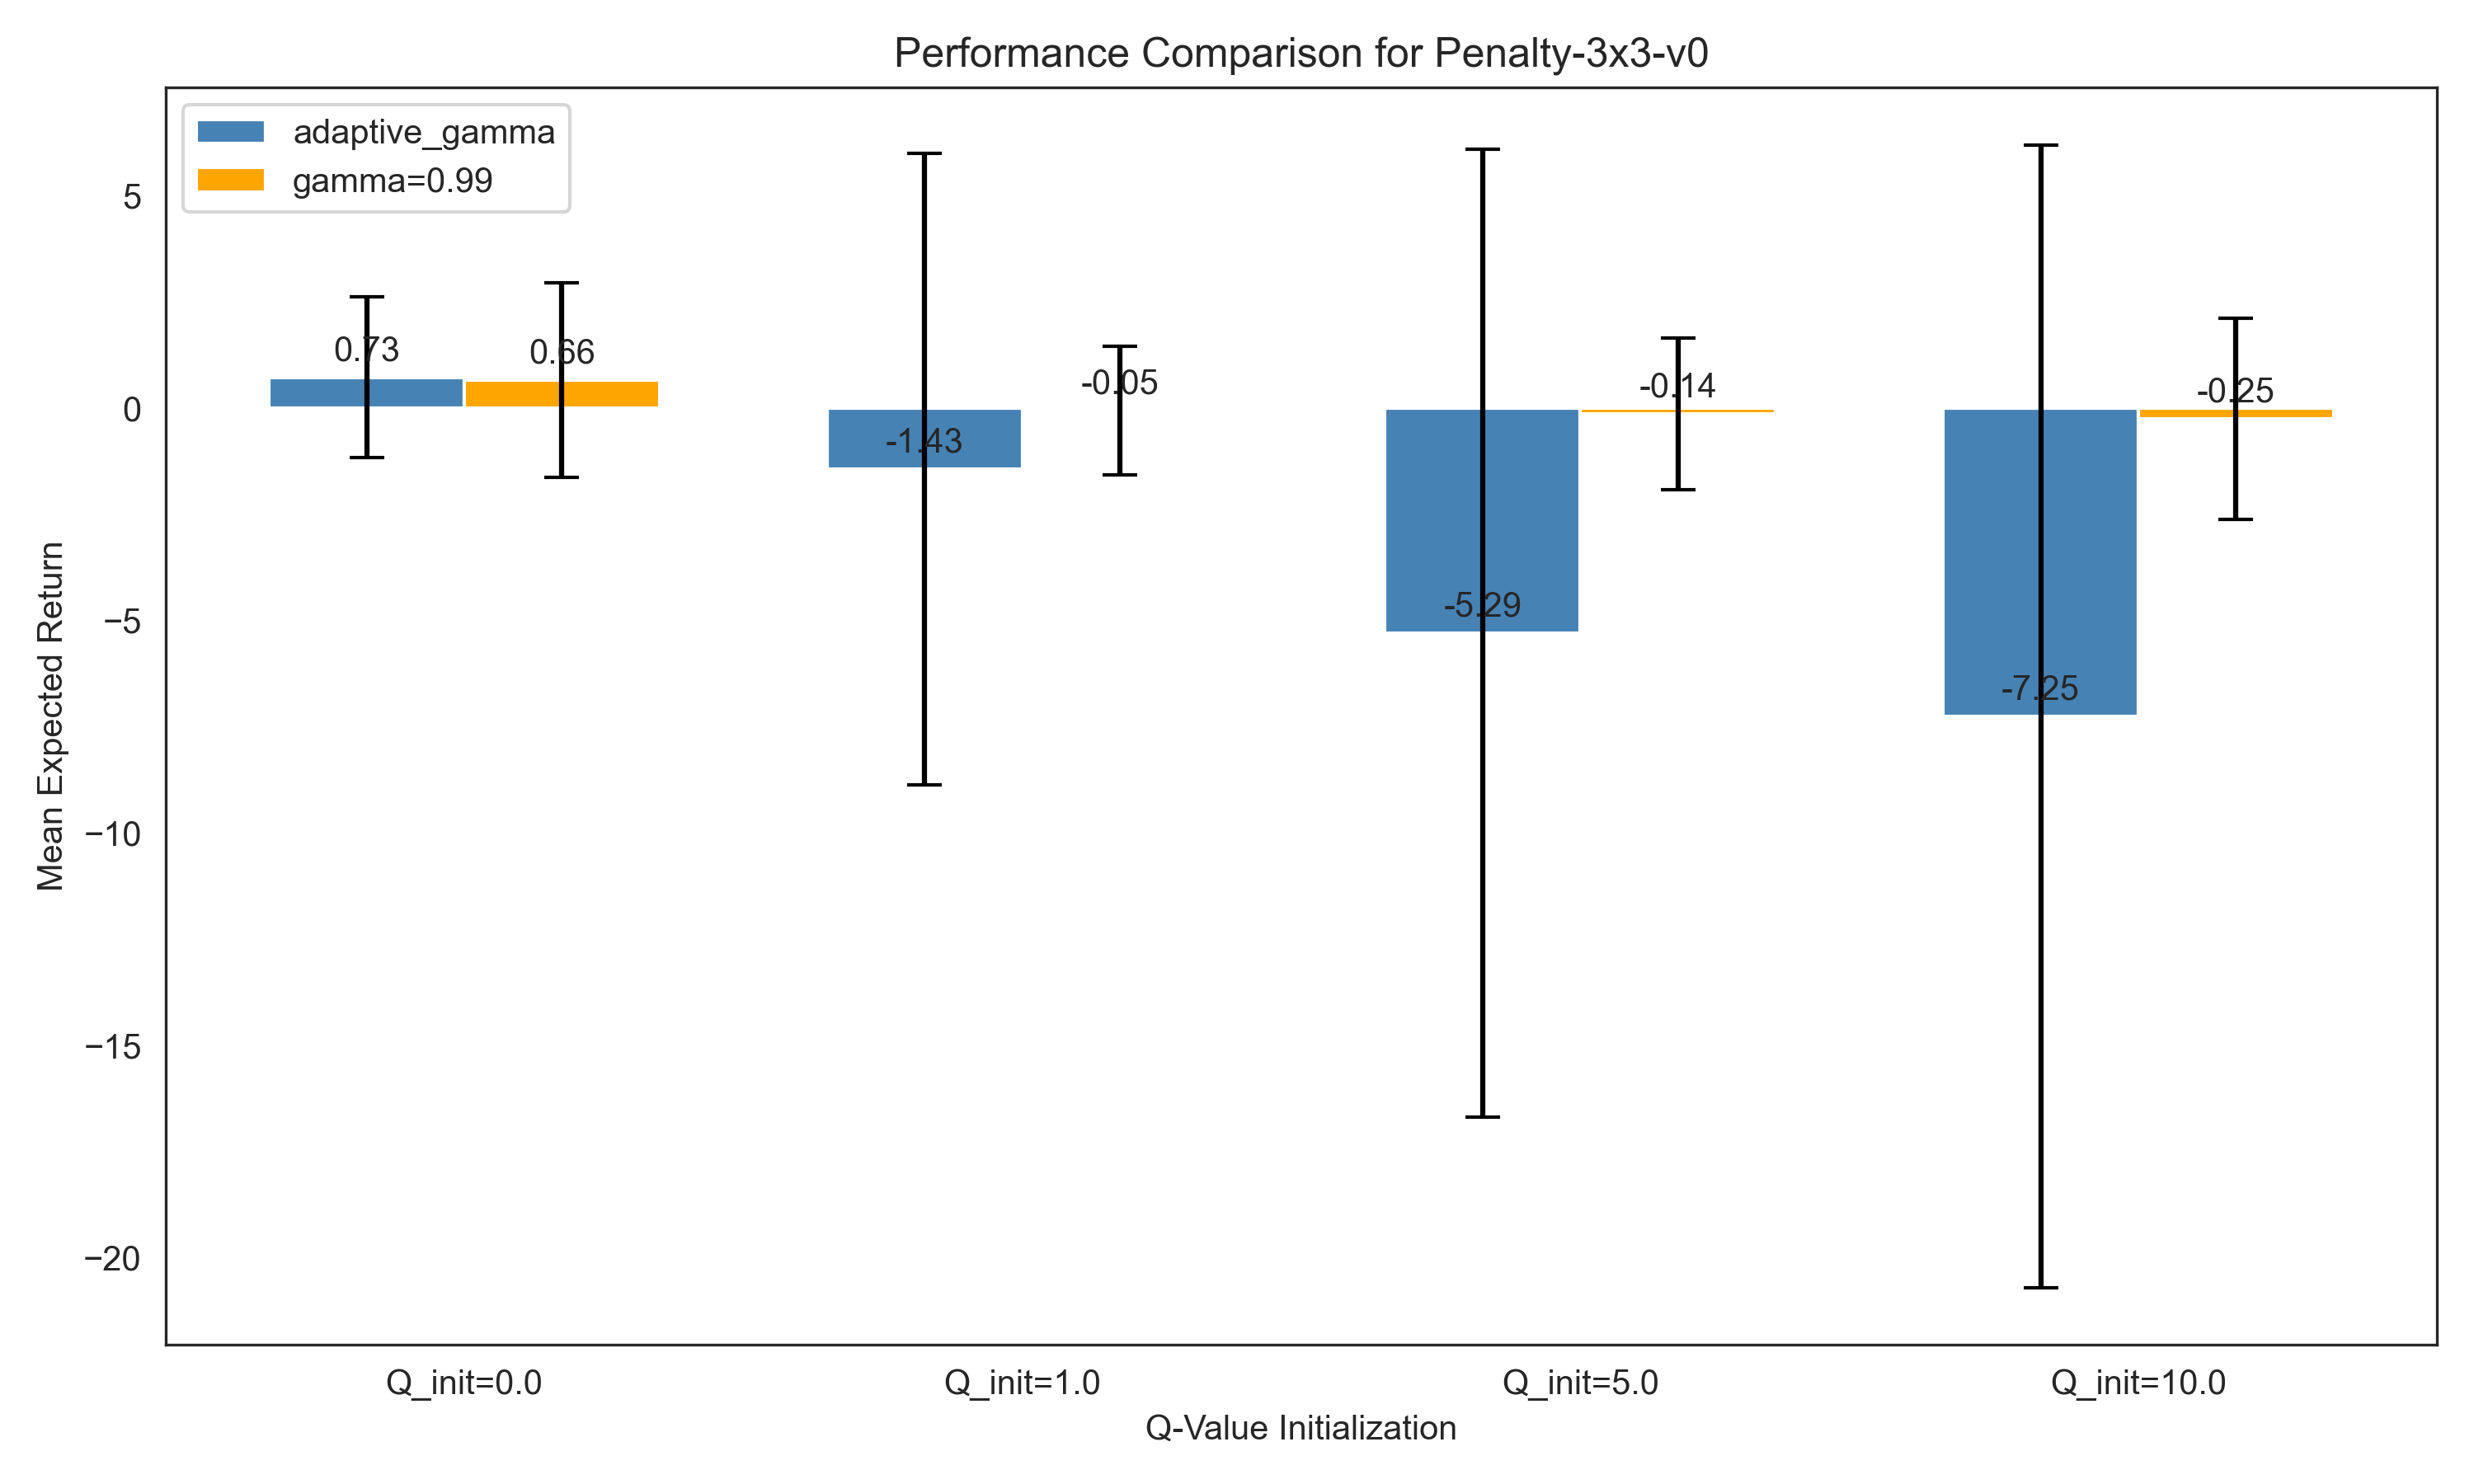 Performance Comparison for Penalty-3x3-v0
adaptive_gamma
gamma=0.99
5
0
−5
−10
−15
−20
Mean Expected Return
0.73
0.66
-1.43
-0.05
-5.29
-0.14
-7.25
-0.25
Q_init=0.0
Q_init=1.0
Q_init=5.0
Q_init=10.0
Q-Value Initialization